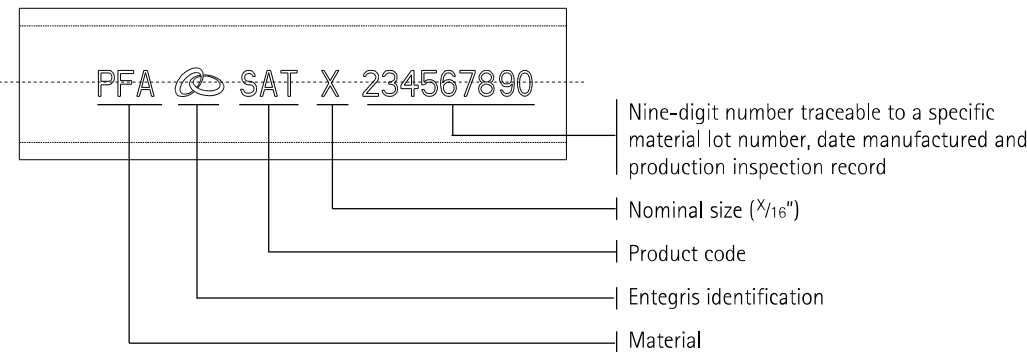 PFA SAT X 234567890
Nine-digit number traceable to a specific
material lot number, date manufactured and
production inspection record
Nominal size (X/16")
Product code
Entegris identification
Material